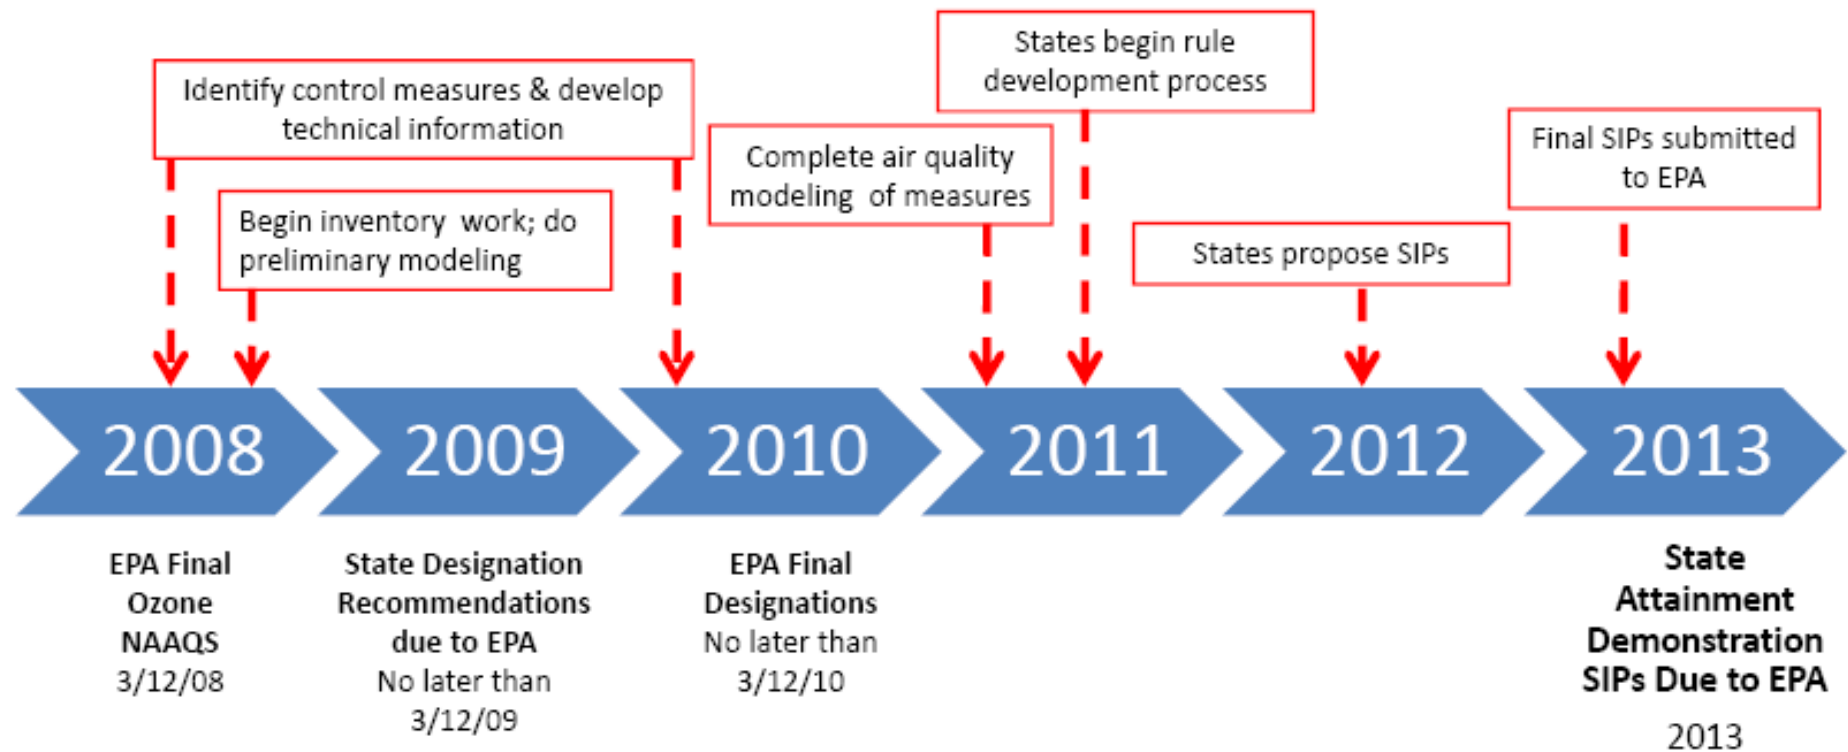 States begin rule
development process
Identify control measures & develop
technical information
Final SIPs submitted
to EPA
Complete air quality
modeling of measures
Begin inventory work; do
preliminary modeling
States propose SIPs
2008
2009
2010
2011
2012
2013
EPA Final
Ozone
NAAQS
3/12/08
State Designation
Recommendations
due to EPA
No later than
3/12/09
EPA Final
Designations
No later than
3/12/10
State
Attainment
Demonstration
SIPs Due to EPA
2013